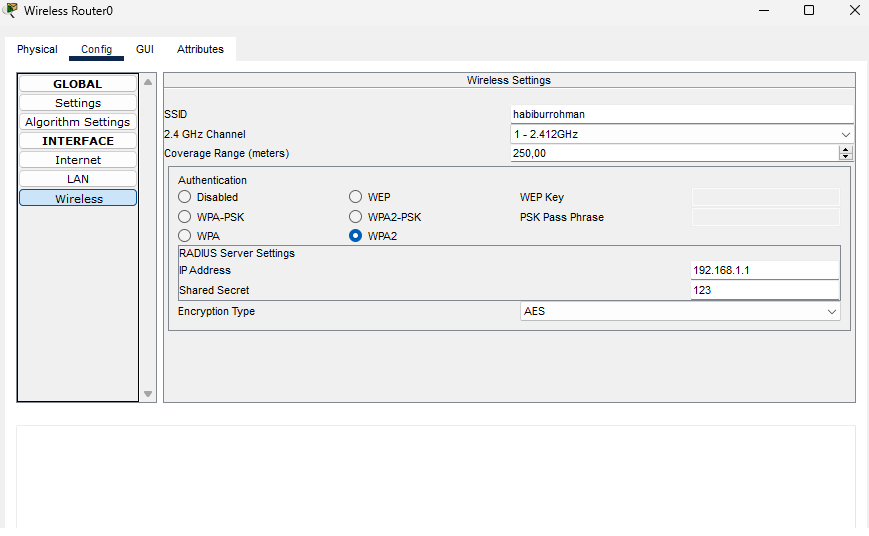 Wireless Router0
Physical Config GUI Attributes
GLOBAL
Settings
Algorithm Settings
INTERFACE
Internet
LAN
Wireless
Wireless Settings
SSID habiburrohman
2.4 GHz Channel 1 - 2.412GHz
Coverage Range (meters) 250,00
Authentication
Disabled WEP WEP Key
WPA-PSK WPA2-PSK PSK Pass Phrase
WPA WPA2
RADIUS Server Settings
IP Address 192.168.1.1
Shared Secret 123
Encryption Type AES